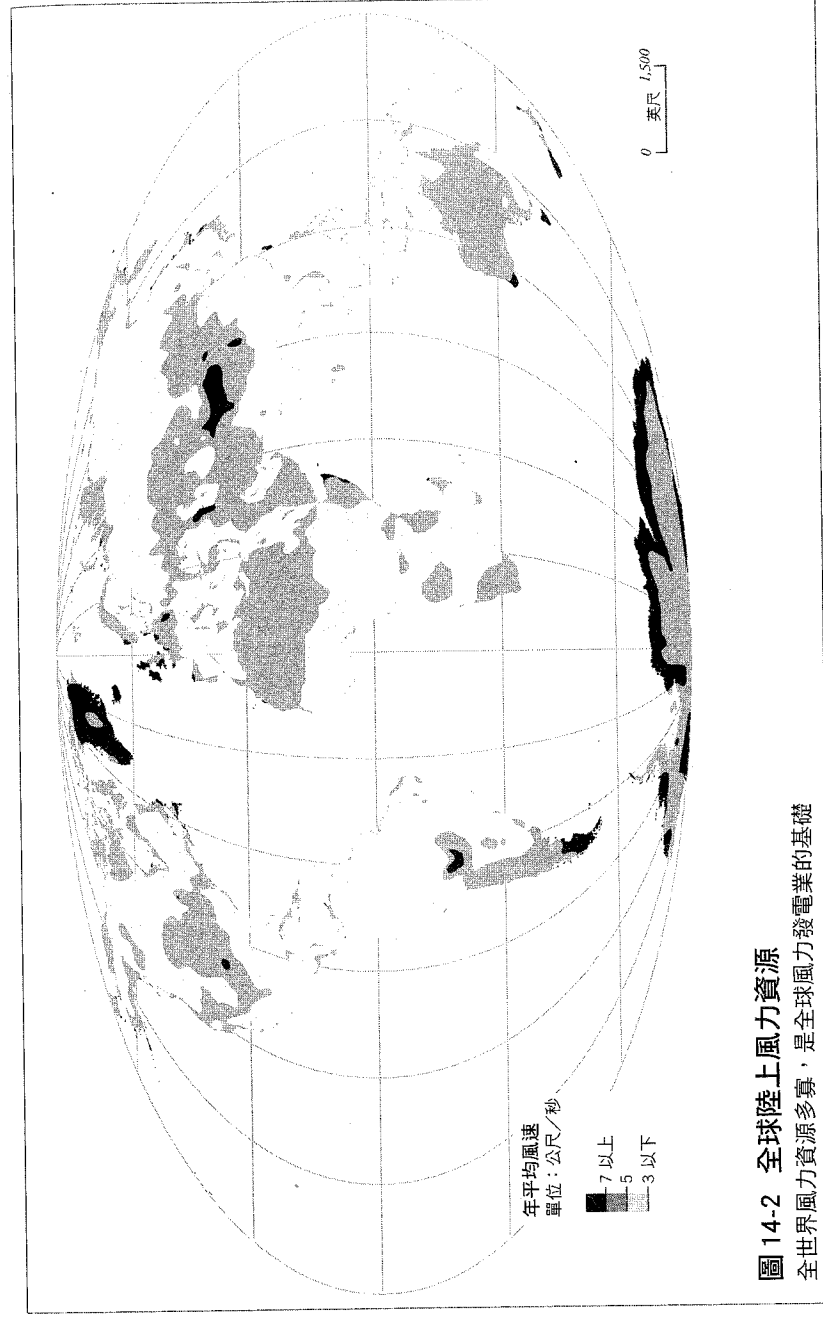 0 1,500
英尺
年平均風速
單位：公尺／秒
7 以上
5
3 以下
圖 14-2 全球陸上風力資源
全世界風力資源多寡，是全球風力發電業的基礎